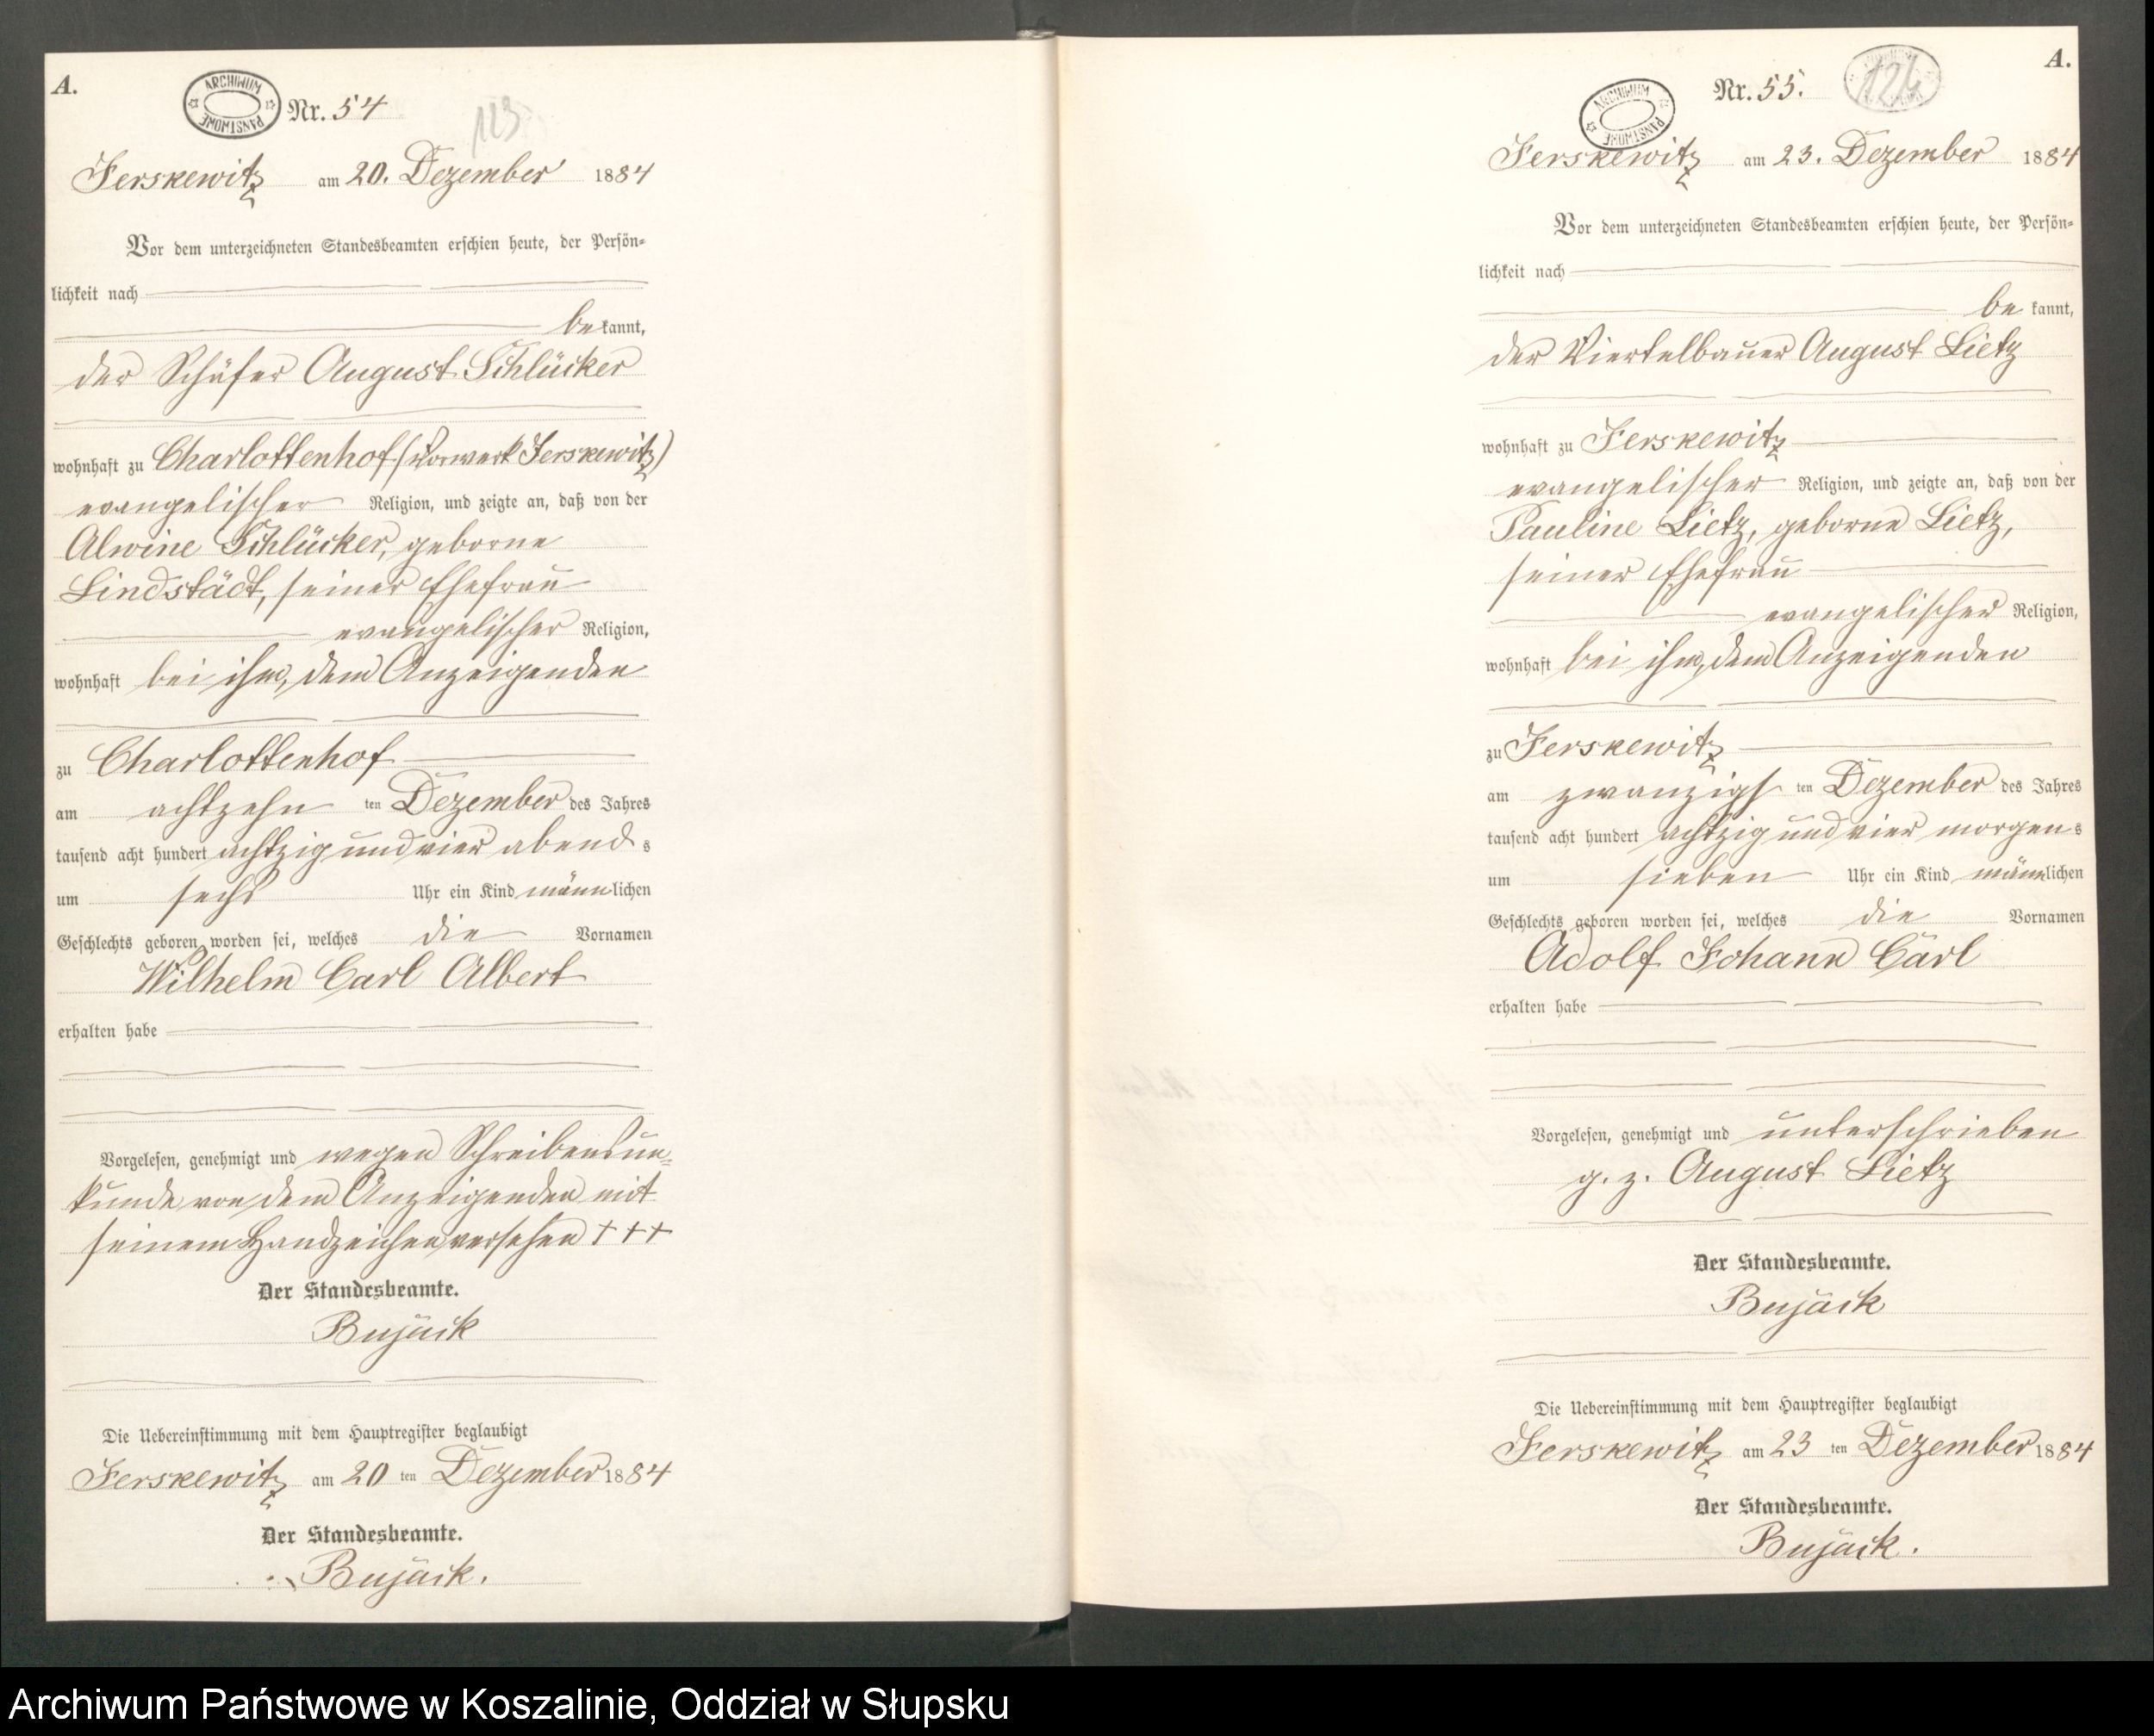 A.
ARCHIWUM PAŃSTWOWE
Nr. 54
123
Jerskewitz am 20. Dezember 1884
Vor dem unterzeichneten Standesbeamten erschien heute, der Persön-
lichkeit nach
be kannt,
der Schäfer August Schlücker
wohnhaft zu Charlottenhof (Vorwerk Jerskewitz)
evangelischer Religion, und zeigte an, daß von der
Alwine Schlücker, geborne
Lindstädt, seiner Ehefrau
evangelischer Religion,
wohnhaft bei ihm, dem Anzeigenden
zu Charlottenhof
am achtzehn ten Dezember des Jahres
tausend acht hundert achtzig und vier abend s
um sechs Uhr ein Kind männlichen
Geschlechts geboren worden sei, welches die Vornamen
Wilhelm Carl Albert
erhalten habe
Vorgelesen, genehmigt und wegen Schreibensun-
kunde von dem Anzeigenden mit
seinem Handzeichen versehen +++
Der Standesbeamte.
Bujack
Die Uebereinstimmung mit dem Hauptregister beglaubigt
Jerskewitz am 20 ten Dezember 1884
Der Standesbeamte.
Bujack.
A.
ARCHIWUM PAŃSTWOWE
Nr. 55.
124
Jerskewitz am 23. Dezember 1884
Vor dem unterzeichneten Standesbeamten erschien heute, der Persön-
lichkeit nach
be kannt,
der Viertelbauer August Lietz
wohnhaft zu Jerskewitz
evangelischer Religion, und zeigte an, daß von der
Pauline Lietz, geborne Lietz,
seiner Ehefrau
evangelischer Religion,
wohnhaft bei ihm, dem Anzeigenden
zu Jerskewitz
am zwanzigs ten Dezember des Jahres
tausend acht hundert achtzig und vier morgen s
um sieben Uhr ein Kind männlichen
Geschlechts geboren worden sei, welches die Vornamen
Adolf Johann Carl
erhalten habe
Vorgelesen, genehmigt und unterschrieben
g. z. August Lietz
Der Standesbeamte.
Bujack
Die Uebereinstimmung mit dem Hauptregister beglaubigt
Jerskewitz am 23 ten Dezember 1884
Der Standesbeamte.
Bujack.
Archiwum Państwowe w Koszalinie, Oddział w Słupsku